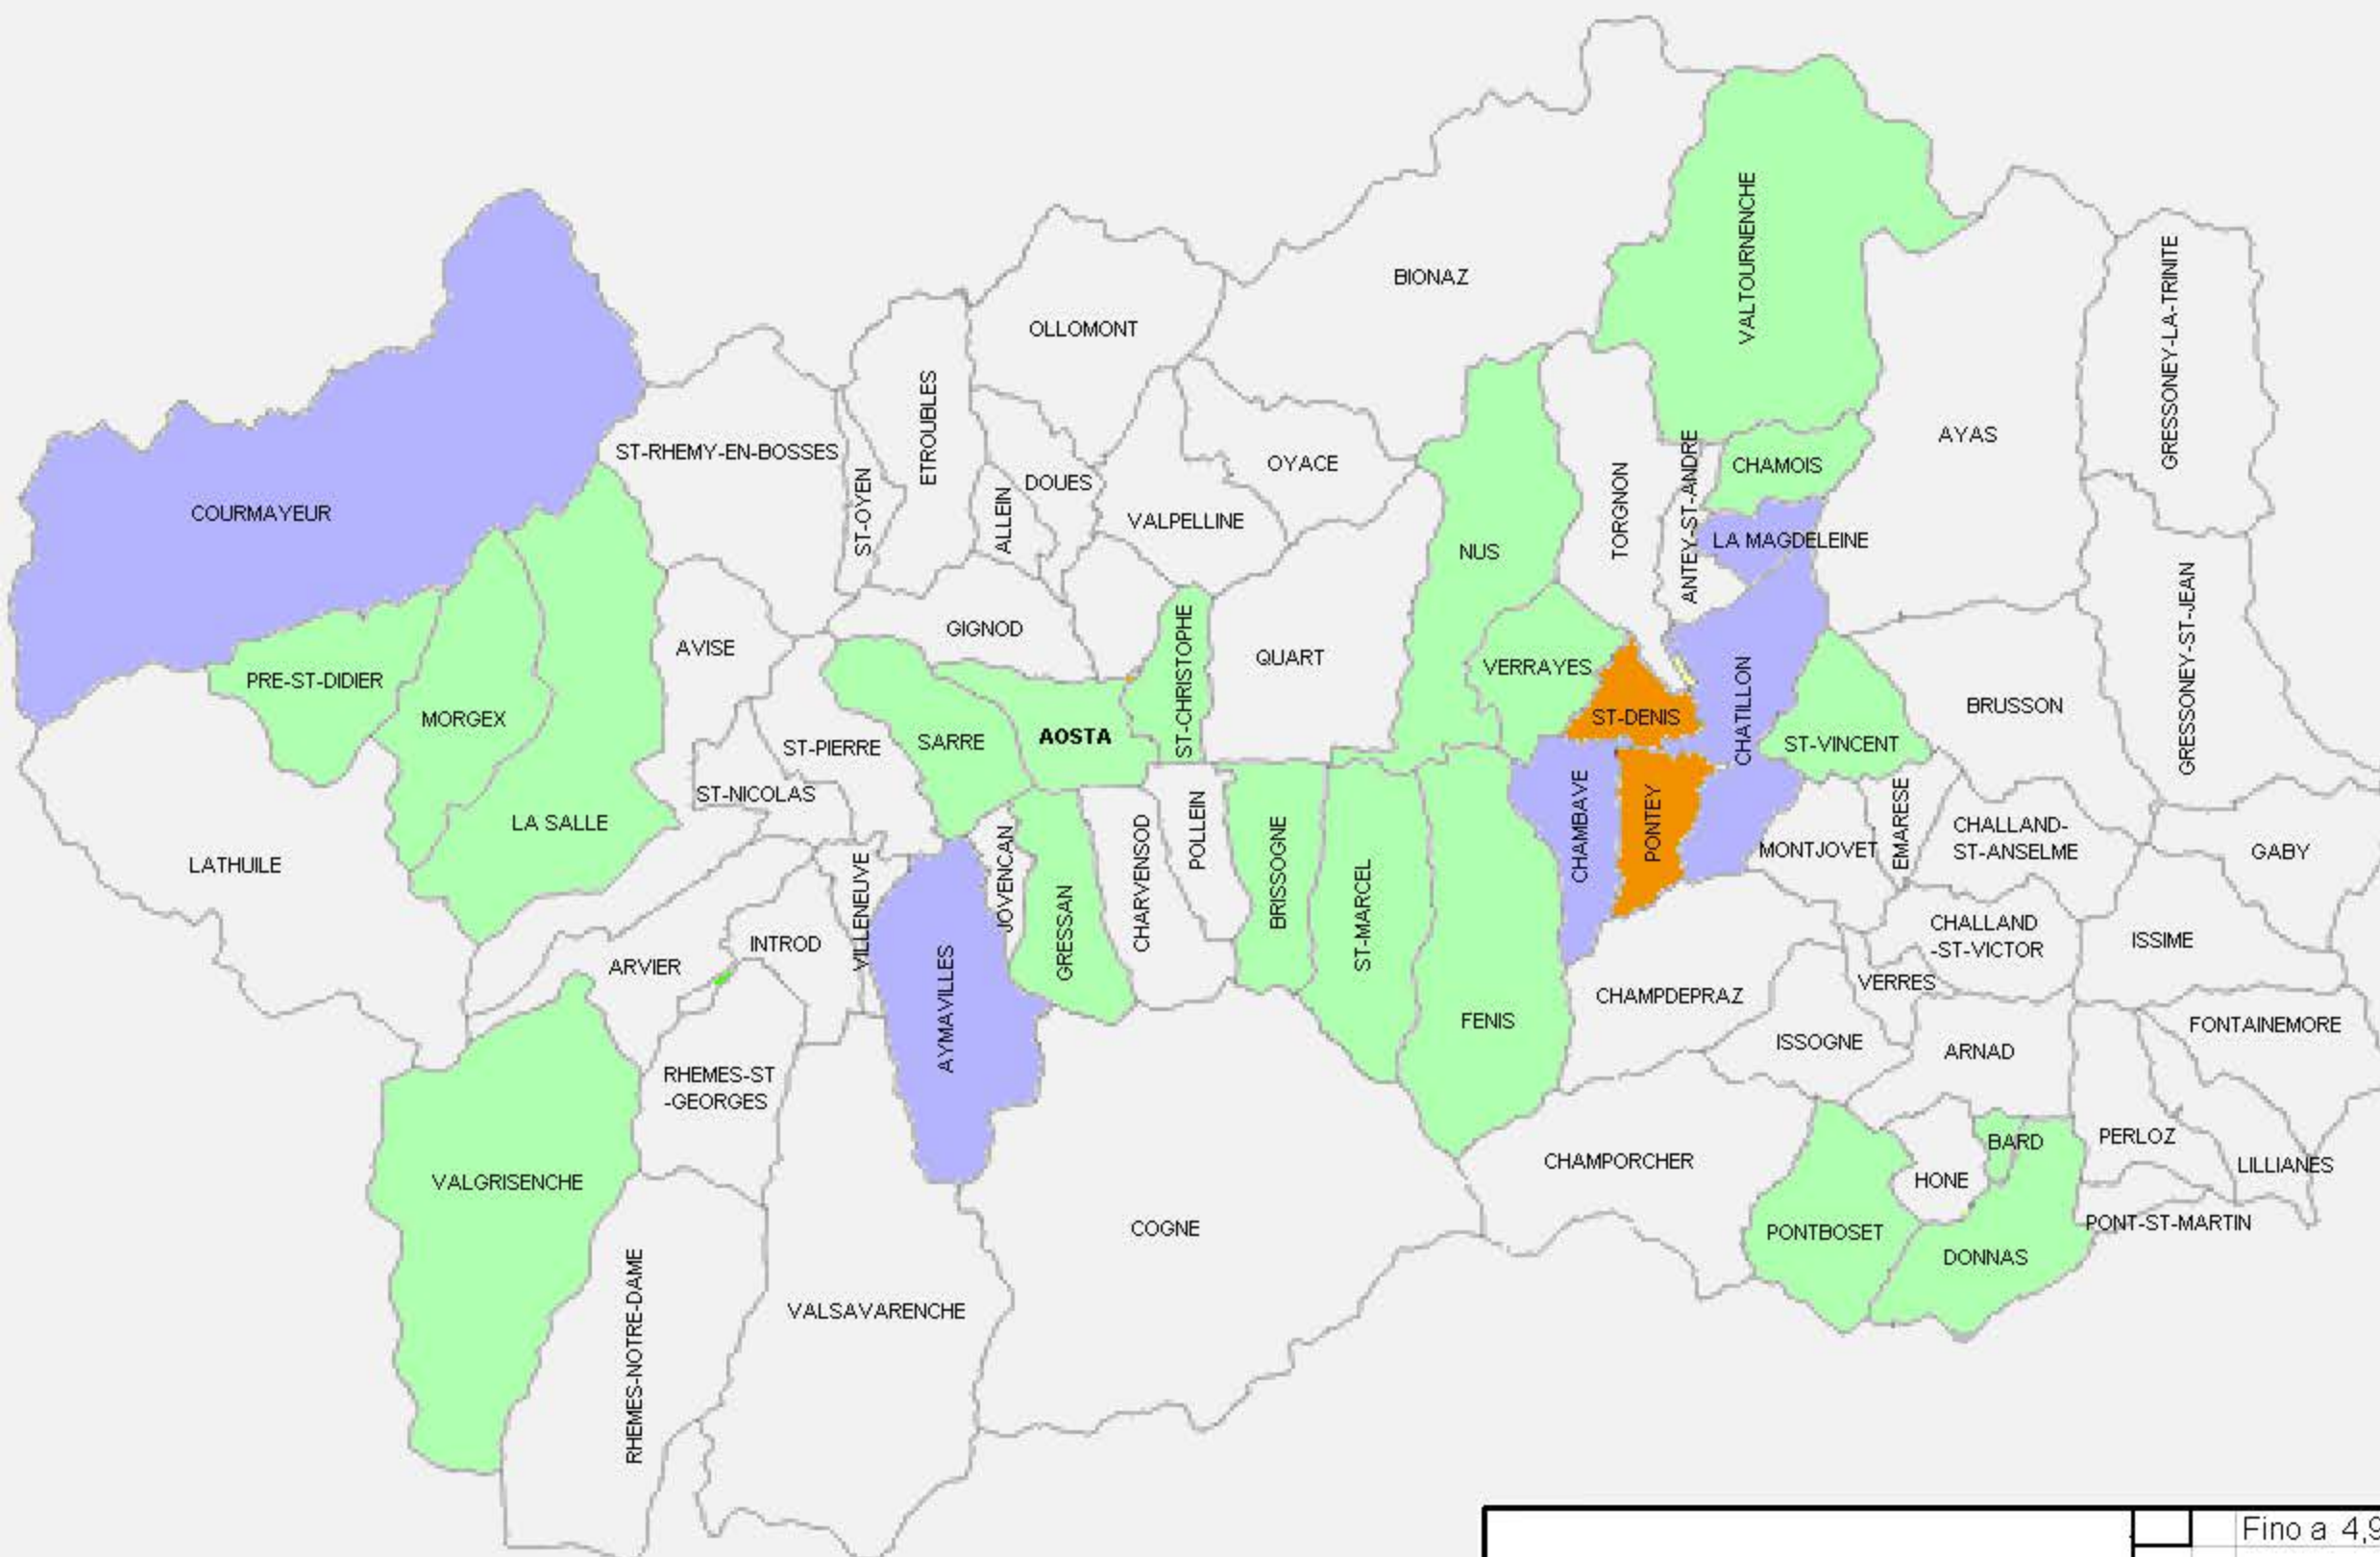 VALTOURNENCHE
GRESSONEY-LA-TRINITE
BIONAZ
OLLOMONT
ETROUBLES
AYAS
ST-RHEMY-EN-BOSSES
OYACE
CHAMOIS
DOUES
TORGNON
ANTEY-ST-ANDRE
COURMAYEUR
ST-OYEN
ALLEIN
VALPELLINE
LA MAGDELEINE
NUS
GRESSONEY-ST-JEAN
GIGNOD
AVISE
QUART
ST-CHRISTOPHE
VERRAYES
PRE-ST-DIDIER
MORGEX
ST-DENIS
CHATILLON
BRUSSON
ST-PIERRE
SARRE
AOSTA
ST-VINCENT
ST-NICOLAS
LA SALLE
CHAMBAVE
PONTEY
EMARESE
CHALLAND-
ST-ANSELME
MONTJOVET
GABY
LATHUILE
POLLEIN
JOVENCAN
CHARVENSOD
BRISSOGNE
VILLENEUVE
GRESSAN
ST-MARCEL
INTROD
ARVIER
CHALLAND
-ST-VICTOR
ISSIME
VERRES
CHAMPDEPRAZ
AYMAVILLES
FENIS
FONTAINEMORE
ISSOGNE
ARNAD
RHEMES-ST
-GEORGES
BARD
PERLOZ
CHAMPORCHER
LILLIANES
HONE
VALGRISENCHE
PONT-ST-MARTIN
COGNE
PONTBOSET
DONNAS
VALSAVARENCHE
RHEMES-NOTRE-DAME
Fino a 4,9